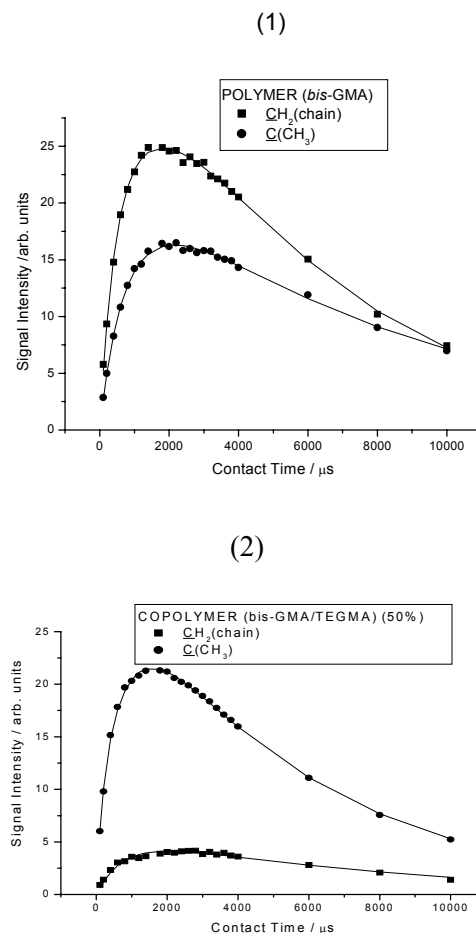 (1)
POLYMER (bis-GMA)
CH₂(chain)
C(CH₃)
25
20
15
10
5
0
Signal Intensity /arb. units
0 2000 4000 6000 8000 10000
Contact Time / μs
(2)
COPOLYMER (bis-GMA/TEGMA) (50%)
CH₂(chain)
C(CH₃)
25
20
15
10
5
0
Signal Intensity / arb. units
0 2000 4000 6000 8000 10000
Contact Time / μs